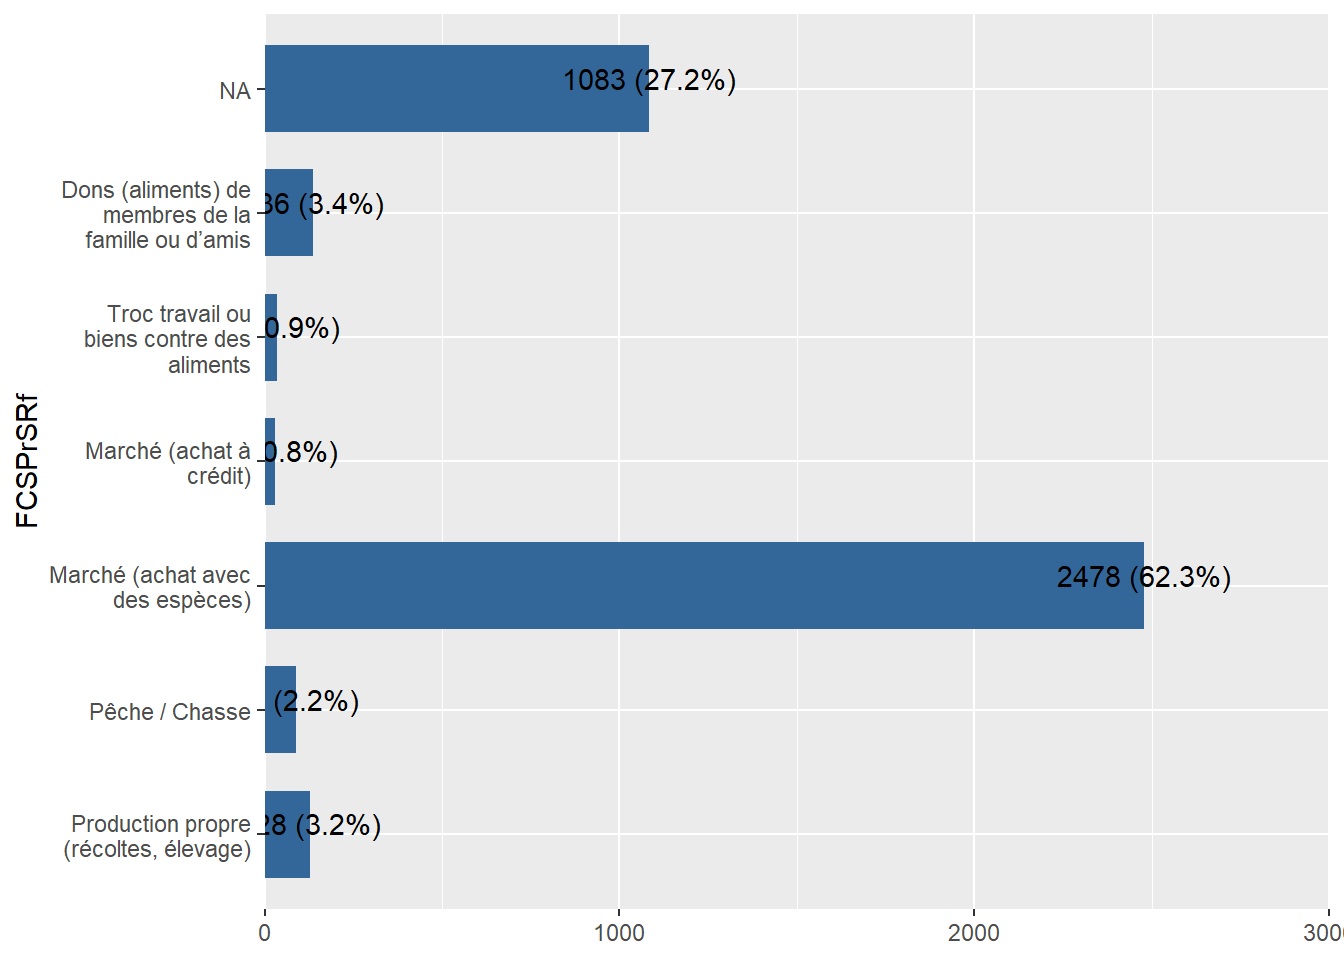 NA
1083 (27.2%)
Dons (aliments) de
membres de la
famille ou d’amis
36 (3.4%)
Troc travail ou
biens contre des
aliments
0.9%)
Marché (achat à
crédit)
0.8%)
FCSPrSRf
Marché (achat avec
des espèces)
2478 (62.3%)
Pêche / Chasse
(2.2%)
Production propre
(récoltes, élevage)
28 (3.2%)
0
1000
2000
300